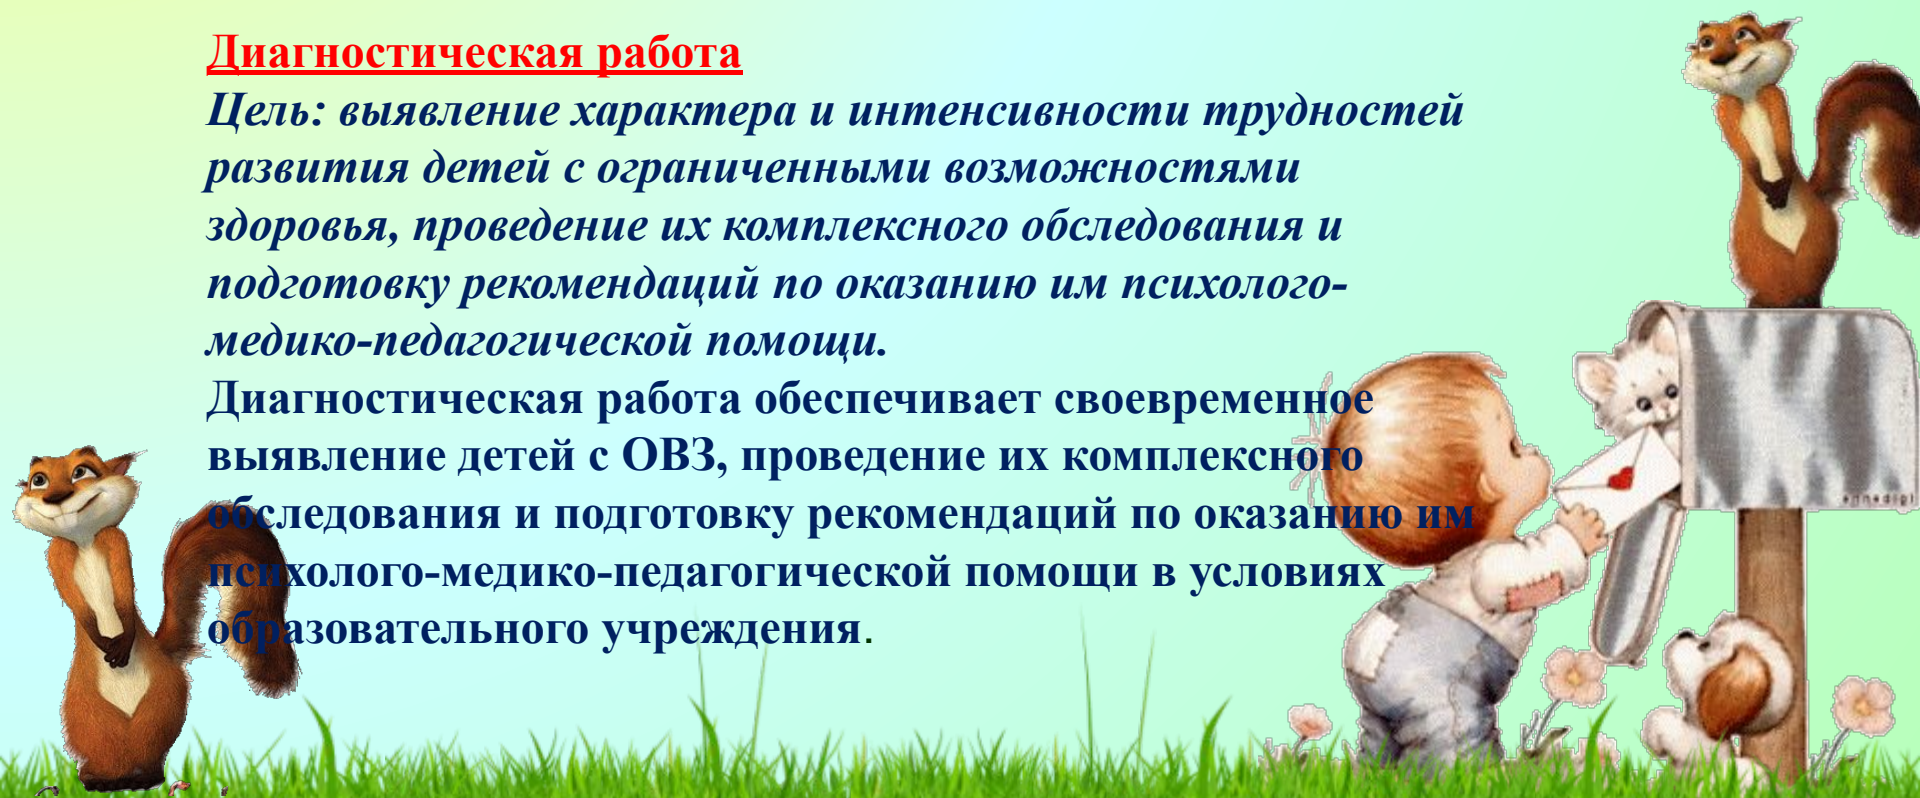 Диагностическая работа
Цель: выявление характера и интенсивности трудностей
развития детей с ограниченными возможностями
здоровья, проведение их комплексного обследования и
подготовку рекомендаций по оказанию им психолого-
медико-педагогической помощи.
Диагностическая работа обеспечивает своевременное
выявление детей с ОВЗ, проведение их комплексного
обследования и подготовку рекомендаций по оказанию им
психолого-медико-педагогической помощи в условиях
образовательного учреждения.